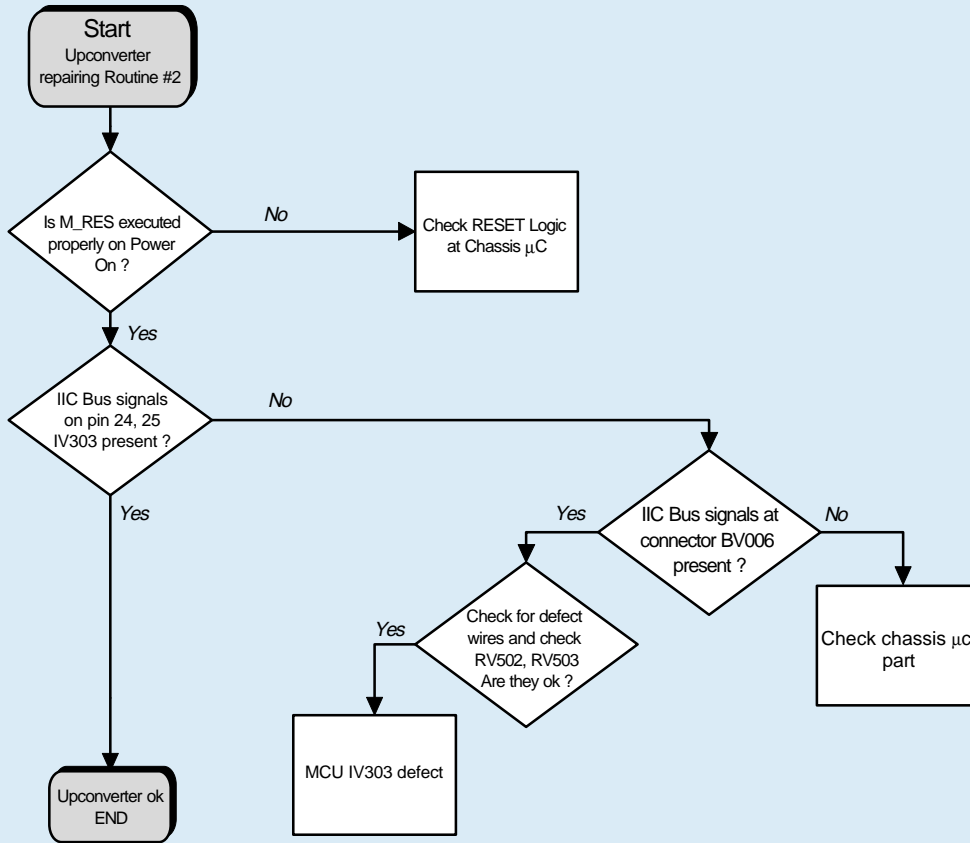 Start
Upconverter
repairing Routine #2
Is M_RES executed
properly on Power
On ?
No
Check RESET Logic
at Chassis μC
Yes
IIC Bus signals
on pin 24, 25
IV303 present ?
No
Yes
IIC Bus signals at
connector BV006
present ?
Yes
No
Check for defect
wires and check
RV502, RV503
Are they ok ?
Yes
Check chassis μc
part
MCU IV303 defect
Upconverter ok
END